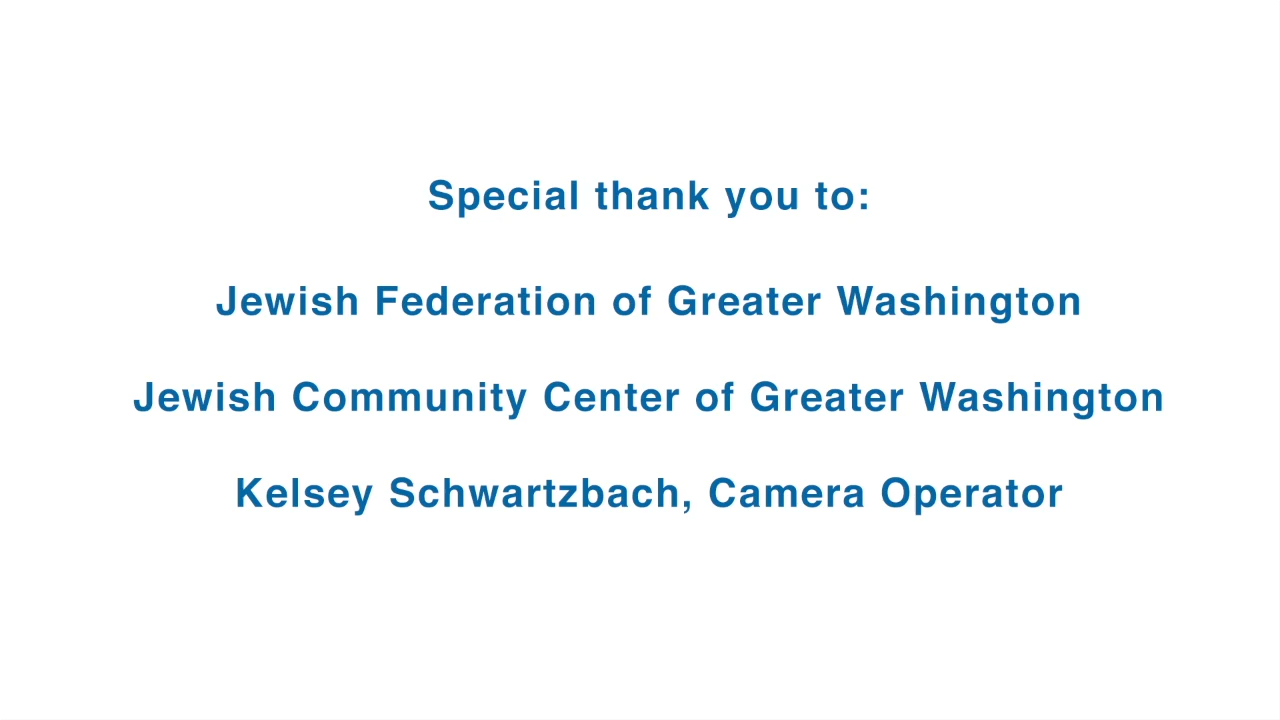 Special thank you to:
Jewish Federation of Greater Washington
Jewish Community Center of Greater Washington
Kelsey Schwartzbach, Camera Operator